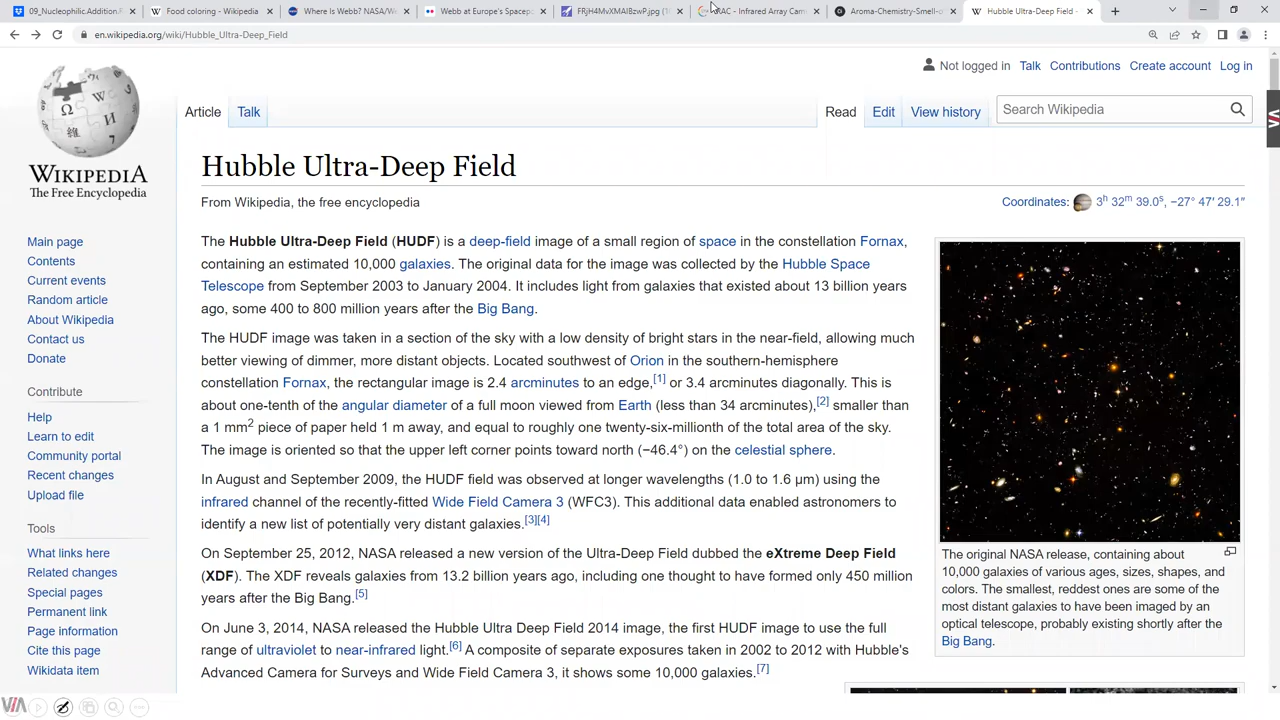 09_Nucleophilic.Addition.F
Food coloring - Wikipedia
Where Is Webb? NASA/We
Webb at Europe's Spacepo
FRjH4MvXMAIBzwP.jpg (1
IRAC - Infrared Array Cam
Aroma-Chemistry-Smell-o
Hubble Ultra-Deep Field -
en.wikipedia.org/wiki/Hubble_Ultra-Deep_Field
Not logged in Talk Contributions Create account Log in
Article Talk Read Edit View history Search Wikipedia
WIKIPEDIA
The Free Encyclopedia
Main page
Contents
Current events
Random article
About Wikipedia
Contact us
Donate
Contribute
Help
Learn to edit
Community portal
Recent changes
Upload file
Tools
What links here
Related changes
Special pages
Permanent link
Page information
Cite this page
Wikidata item
Hubble Ultra-Deep Field
From Wikipedia, the free encyclopedia
Coordinates: 3h 32m 39.0s, −27° 47′ 29.1″
The Hubble Ultra-Deep Field (HUDF) is a deep-field image of a small region of space in the constellation Fornax,
containing an estimated 10,000 galaxies. The original data for the image was collected by the Hubble Space
Telescope from September 2003 to January 2004. It includes light from galaxies that existed about 13 billion years
ago, some 400 to 800 million years after the Big Bang.
The HUDF image was taken in a section of the sky with a low density of bright stars in the near-field, allowing much
better viewing of dimmer, more distant objects. Located southwest of Orion in the southern-hemisphere
constellation Fornax, the rectangular image is 2.4 arcminutes to an edge,[1] or 3.4 arcminutes diagonally. This is
about one-tenth of the angular diameter of a full moon viewed from Earth (less than 34 arcminutes),[2] smaller than
a 1 mm2 piece of paper held 1 m away, and equal to roughly one twenty-six-millionth of the total area of the sky.
The image is oriented so that the upper left corner points toward north (−46.4°) on the celestial sphere.
In August and September 2009, the HUDF field was observed at longer wavelengths (1.0 to 1.6 μm) using the
infrared channel of the recently-fitted Wide Field Camera 3 (WFC3). This additional data enabled astronomers to
identify a new list of potentially very distant galaxies.[3][4]
On September 25, 2012, NASA released a new version of the Ultra-Deep Field dubbed the eXtreme Deep Field
(XDF). The XDF reveals galaxies from 13.2 billion years ago, including one thought to have formed only 450 million
years after the Big Bang.[5]
On June 3, 2014, NASA released the Hubble Ultra Deep Field 2014 image, the first HUDF image to use the full
range of ultraviolet to near-infrared light.[6] A composite of separate exposures taken in 2002 to 2012 with Hubble's
Advanced Camera for Surveys and Wide Field Camera 3, it shows some 10,000 galaxies.[7]
The original NASA release, containing about
10,000 galaxies of various ages, sizes, shapes, and
colors. The smallest, reddest ones are some of the
most distant galaxies to have been imaged by an
optical telescope, probably existing shortly after the
Big Bang.